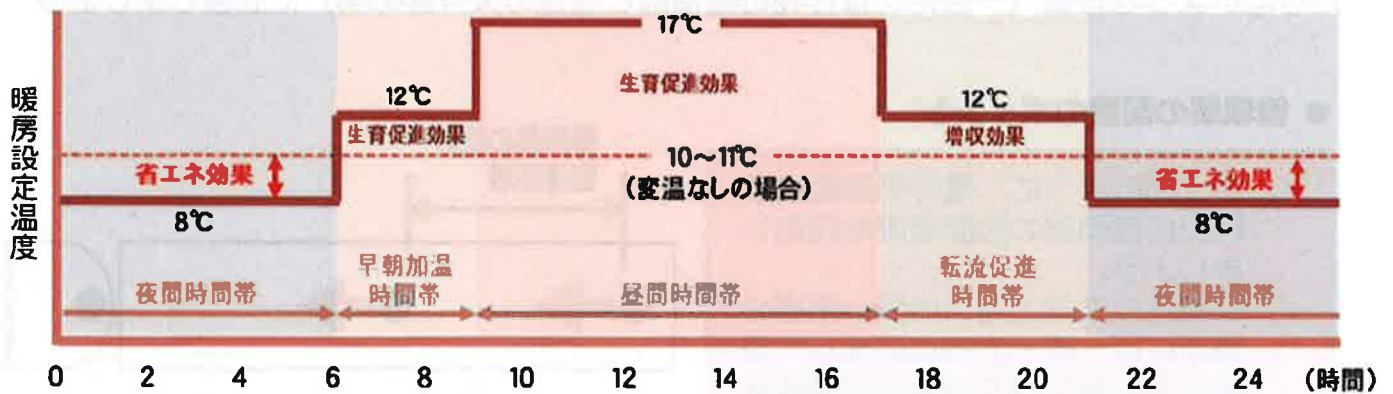 17℃
生育促進効果
12℃
生育促進効果
12℃
増収効果
10～11℃
（変温なしの場合）
省エネ効果
省エネ効果
8℃
8℃
暖房設定温度
夜間時間帯
早朝加温
時間帯
昼間時間帯
転流促進
時間帯
夜間時間帯
0 2 4 6 8 10 12 14 16 18 20 22 24 （時間）